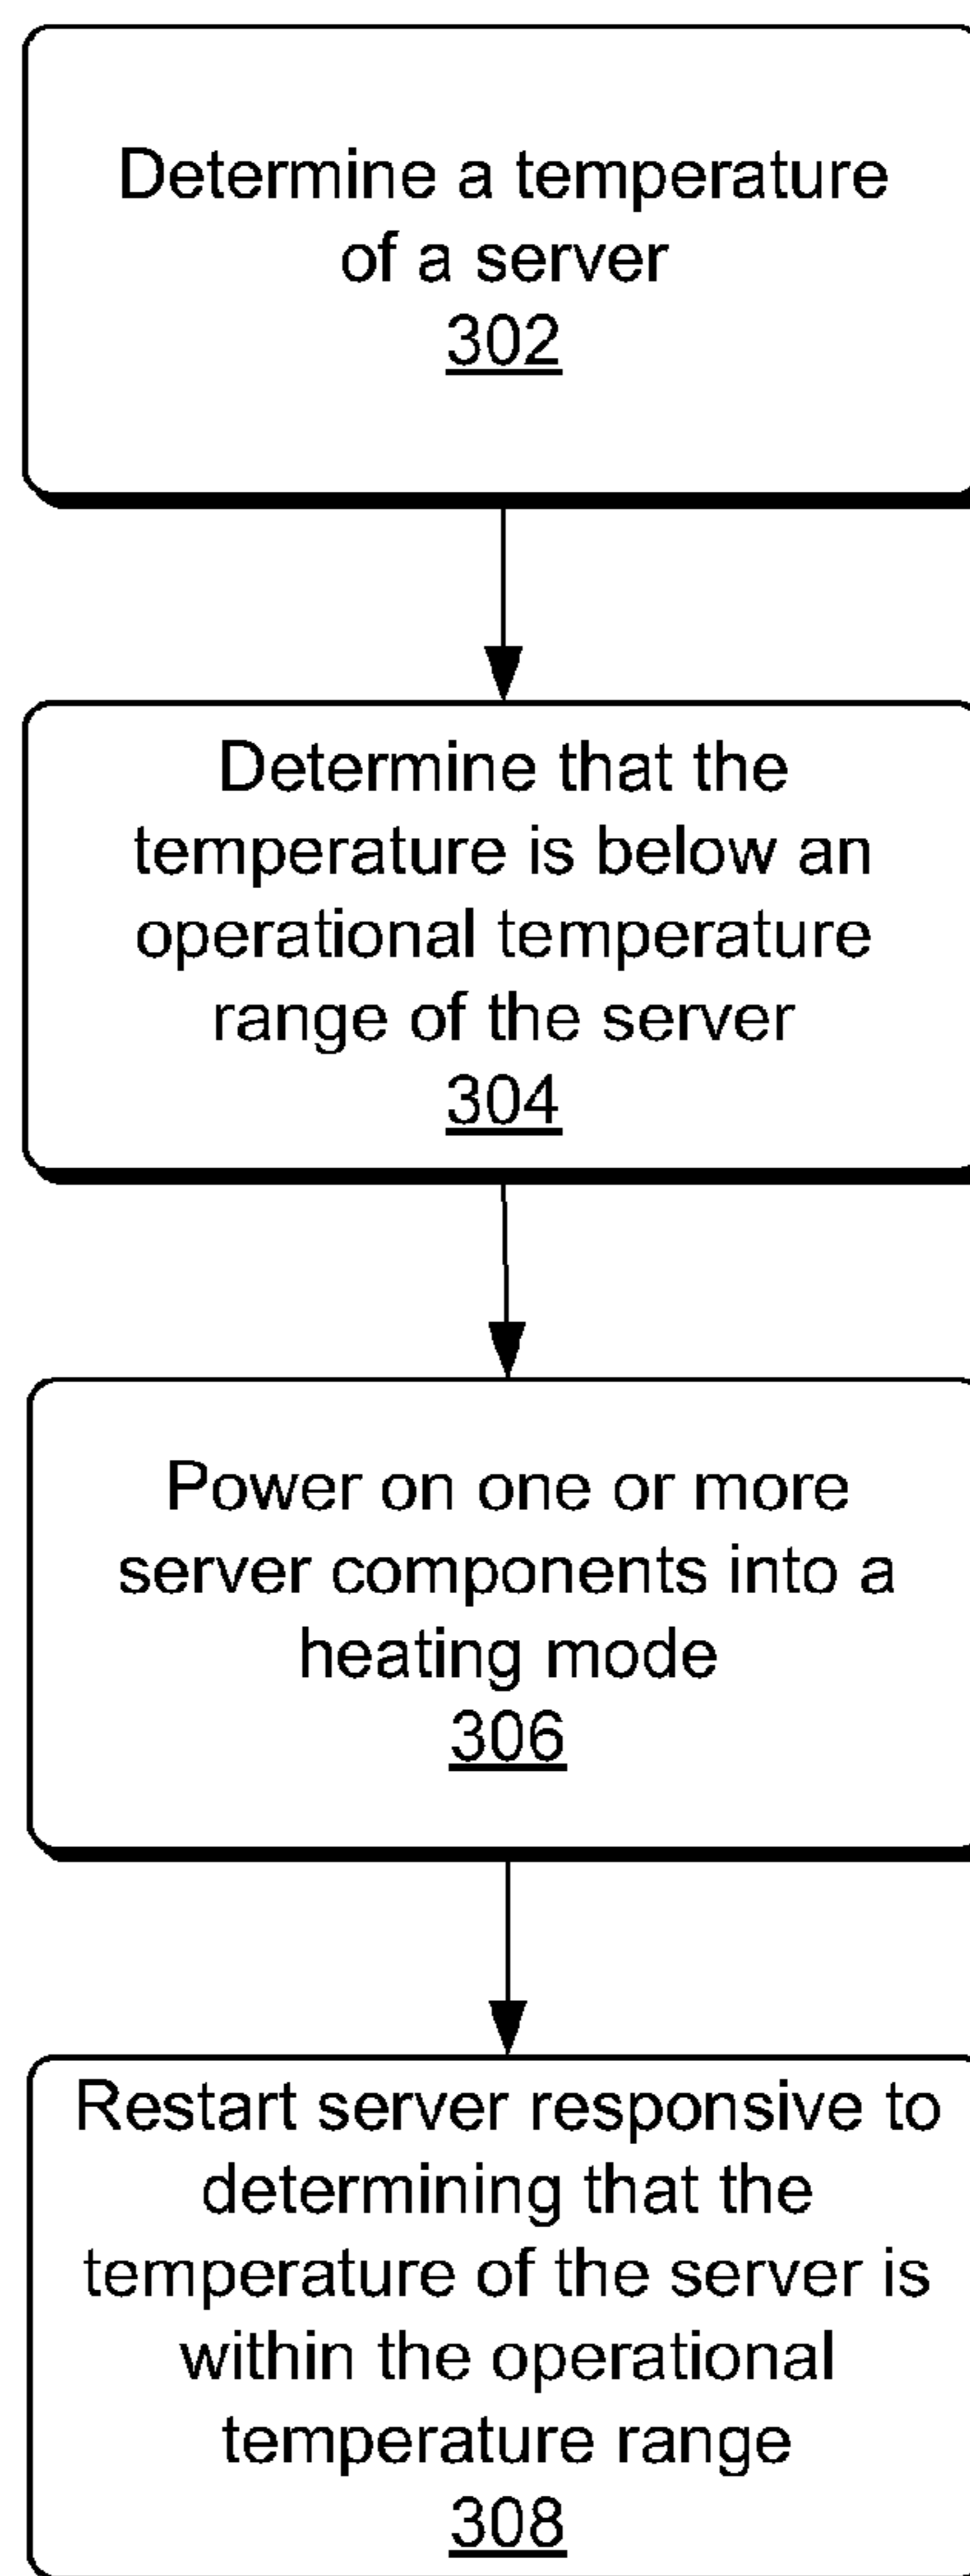 Determine a temperature
of a server
302
Determine that the
temperature is below an
operational temperature
range of the server
304
Power on one or more
server components into a
heating mode
306
Restart server responsive to
determining that the
temperature of the server is
within the operational
temperature range
308